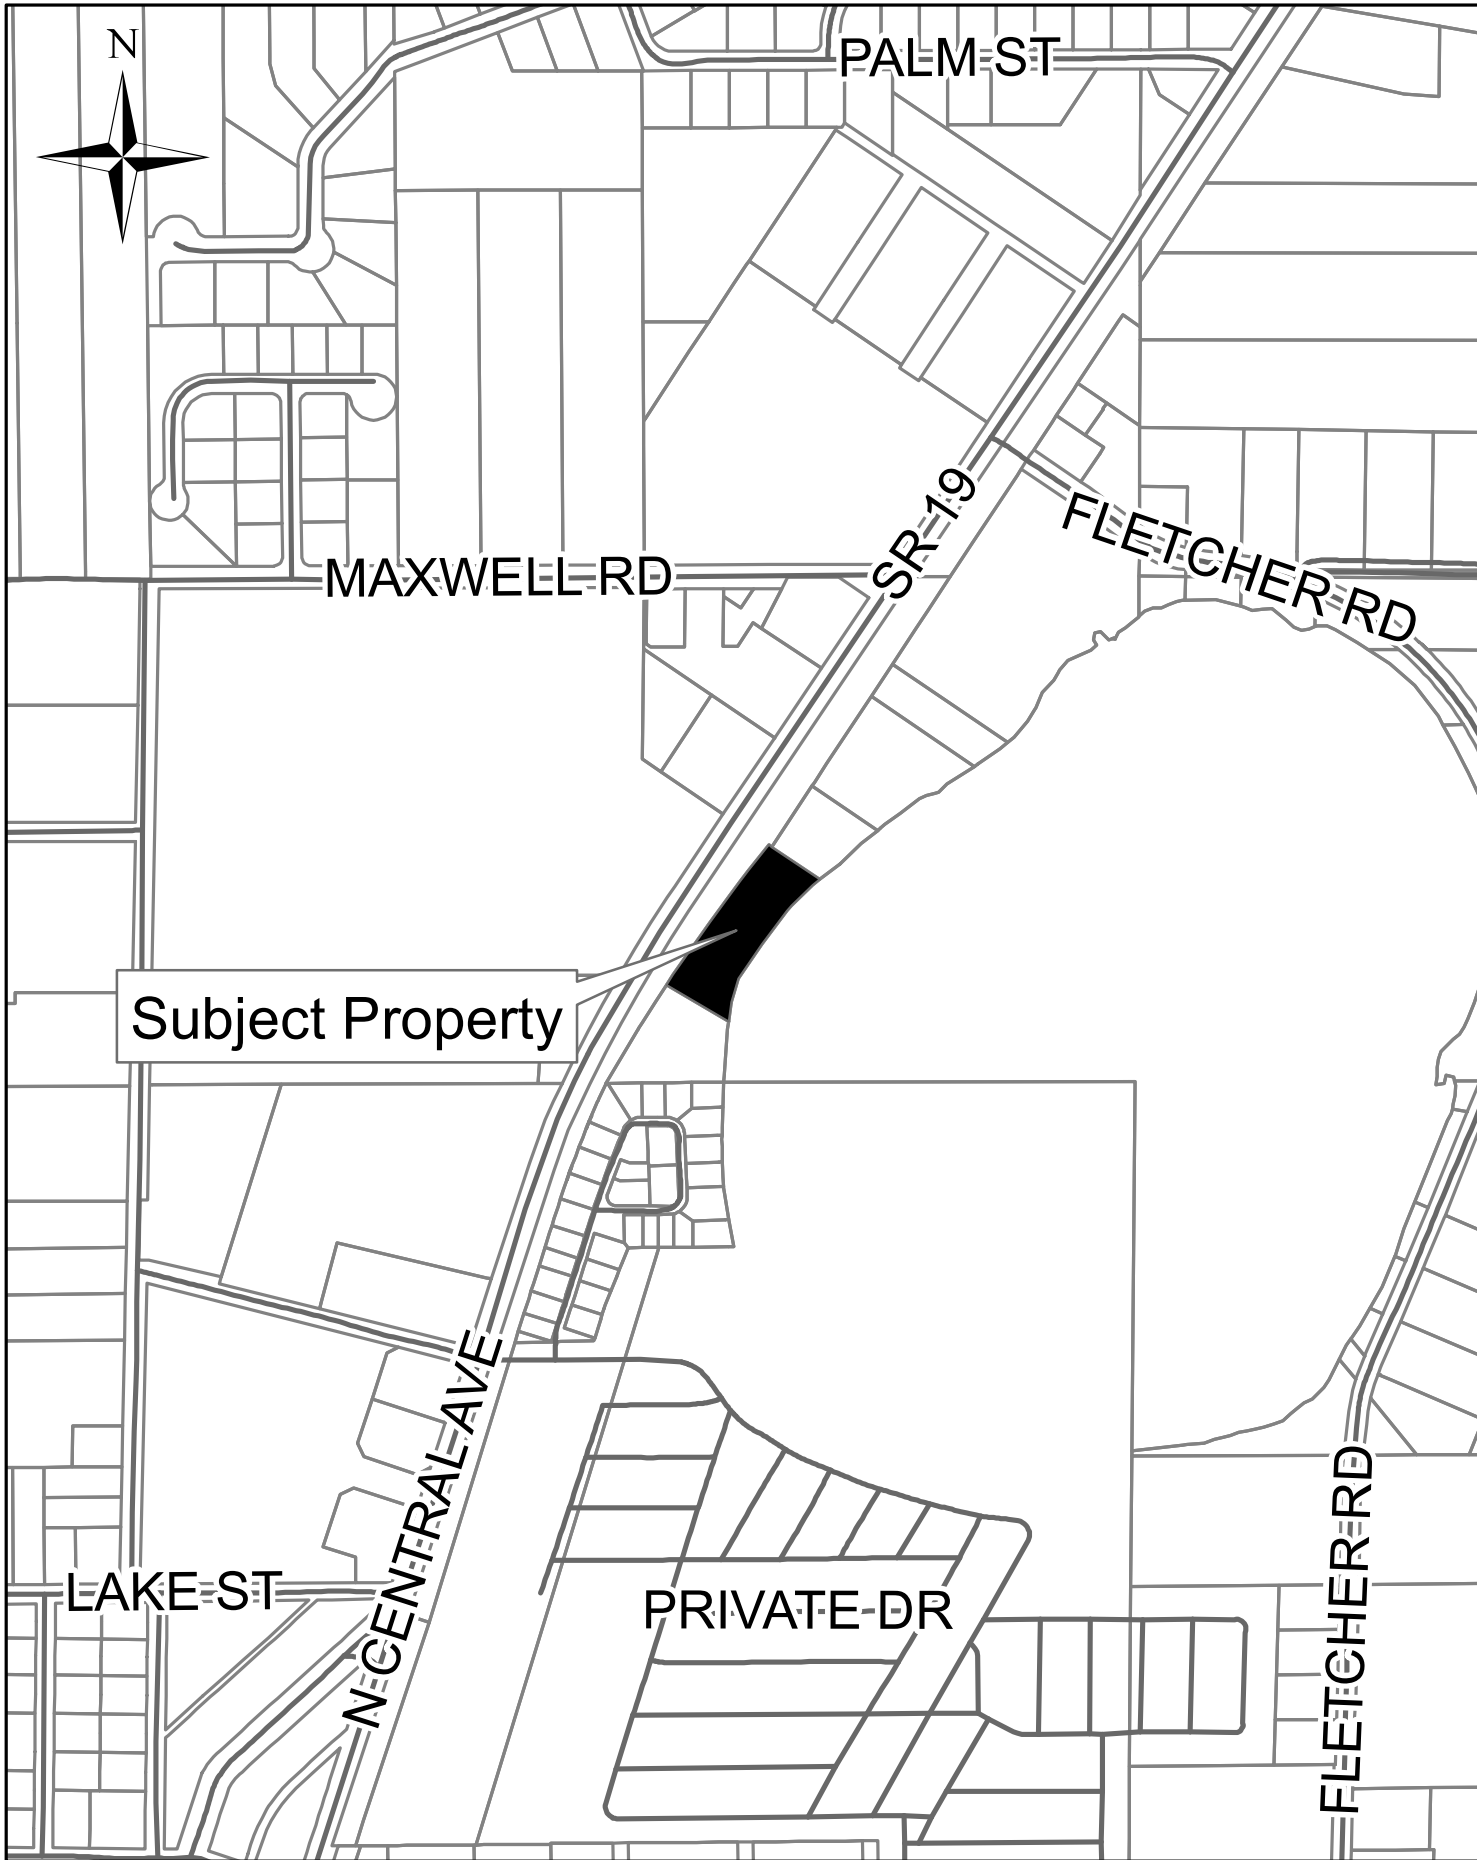 N
PALM ST
SR 19
FLETCHER RD
MAXWELL RD
Subject Property
N CENTRAL AVE
LAKE ST
PRIVATE DR
FLETCHER RD